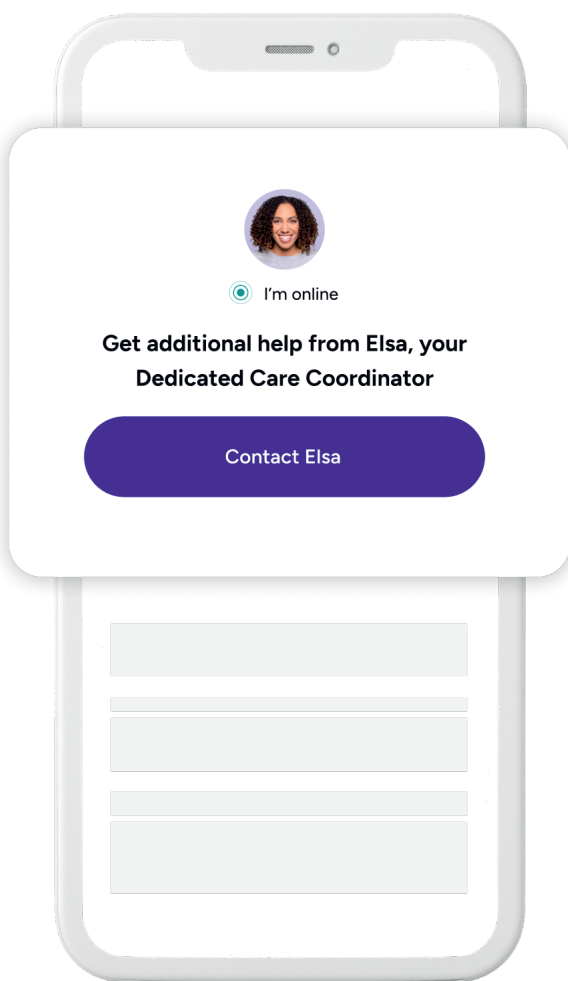 I'm online
Get additional help from Elsa, your
Dedicated Care Coordinator
Contact Elsa